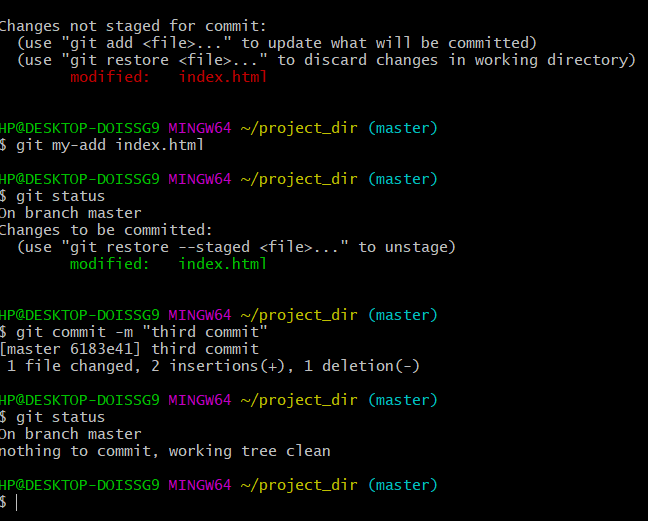 Changes not staged for commit:
(use "git add <file>..." to update what will be committed)
(use "git restore <file>..." to discard changes in working directory)
modified: index.html
HP@DESKTOP-DOISSG9 MINGW64 ~/project_dir (master)
$ git my-add index.html
HP@DESKTOP-DOISSG9 MINGW64 ~/project_dir (master)
$ git status
On branch master
Changes to be committed:
(use "git restore --staged <file>..." to unstage)
modified: index.html
HP@DESKTOP-DOISSG9 MINGW64 ~/project_dir (master)
$ git commit -m "third commit"
[master 6183e41] third commit
1 file changed, 2 insertions(+), 1 deletion(-)
HP@DESKTOP-DOISSG9 MINGW64 ~/project_dir (master)
$ git status
On branch master
nothing to commit, working tree clean
HP@DESKTOP-DOISSG9 MINGW64 ~/project_dir (master)
$